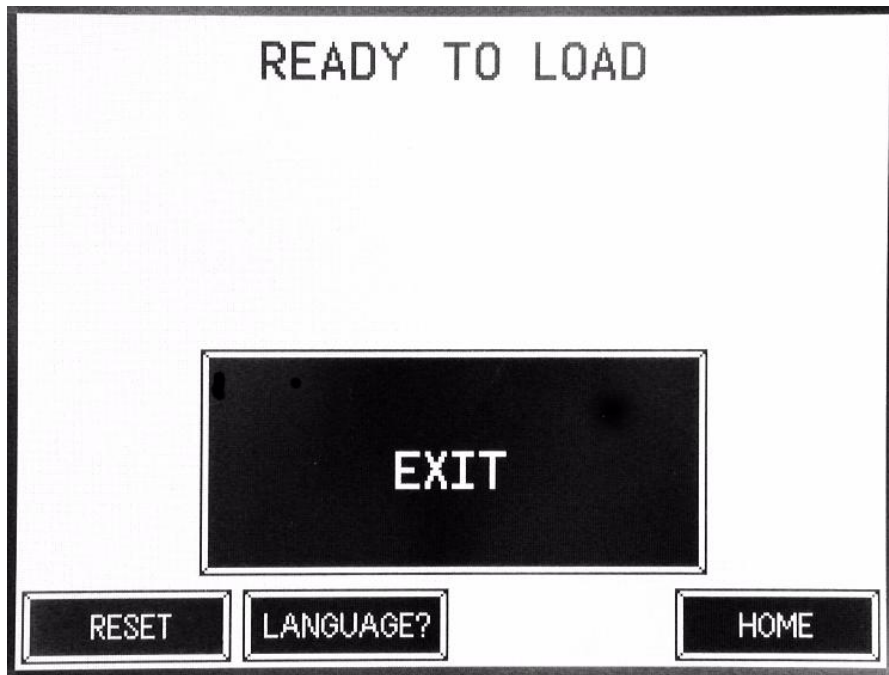 READY TO LOAD
EXIT
RESET
LANGUAGE?
HOME